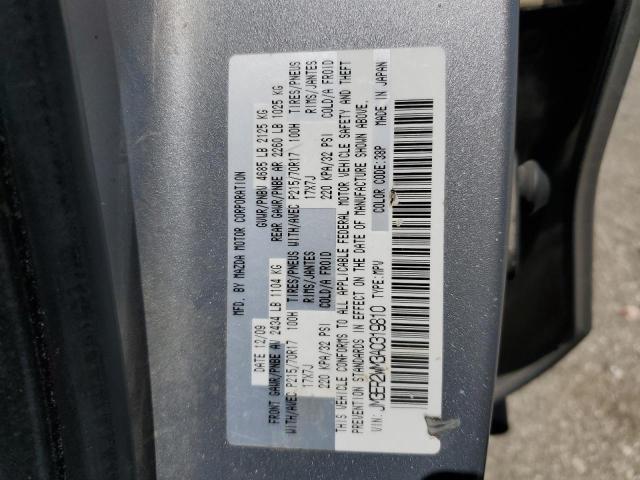 MFD. BY MAZDA MOTOR CORPORATION
DATE 12/09 GVWR/PNBV 4685 LB 2125 KG
FRONT GAWR/PNBE AV 2434 LB 1104 KG REAR GAWR/PNBE AR 2260 LB 1025 KG
WITH/AVEC P215/70R17 100H TIRES/PNEUS WITH/AVEC P215/70R17 100H TIRES/PNEUS
17X7J RIMS/JANTES 17X7J RIMS/JANTES
220 KPA/32 PSI COLD/A FROID 220 KPA/32 PSI COLD/A FROID
THIS VEHICLE CONFORMS TO ALL APPLICABLE FEDERAL MOTOR VEHICLE SAFETY AND THEFT
PREVENTION STANDARDS IN EFFECT ON THE DATE OF MANUFACTURE SHOWN ABOVE.
VIN: JM3ER2WM3A0319810 TYPE: MPV COLOR CODE: 38P MADE IN JAPAN